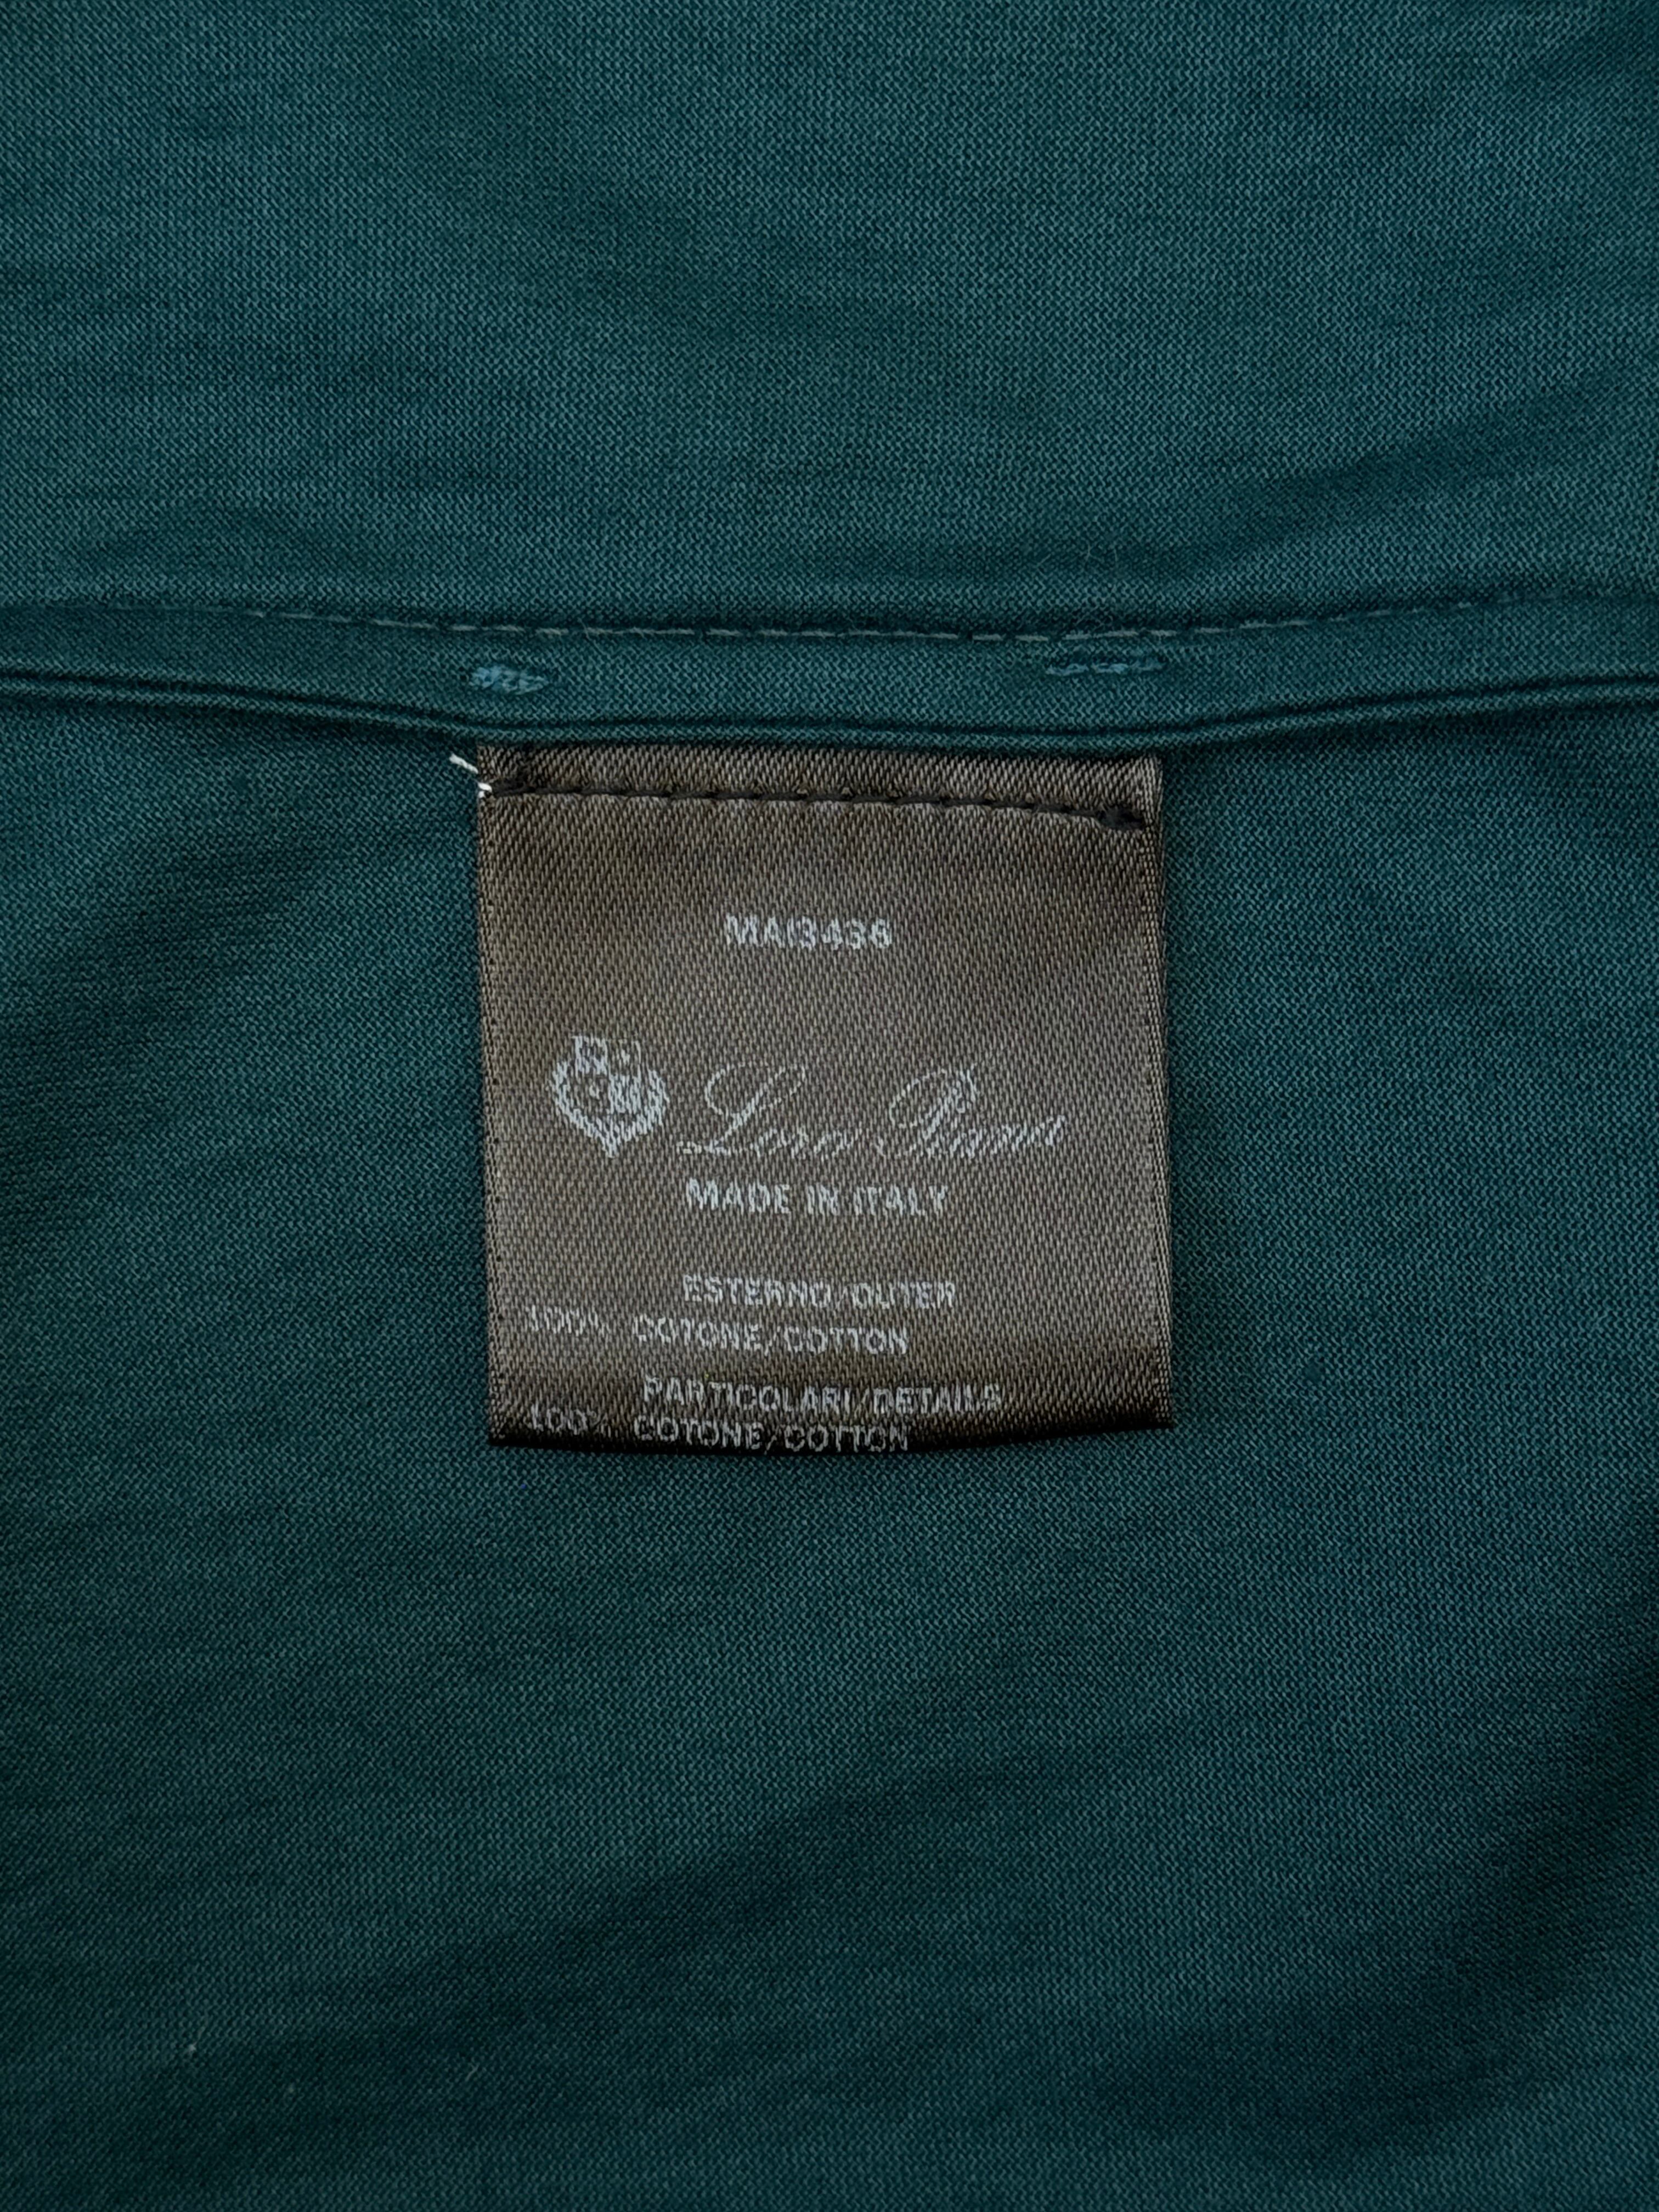 MAI3436
Loro Piana
MADE IN ITALY
ESTERNO/OUTER
100% COTONE/COTTON
PARTICOLARI/DETAILS
100% COTONE/COTTON